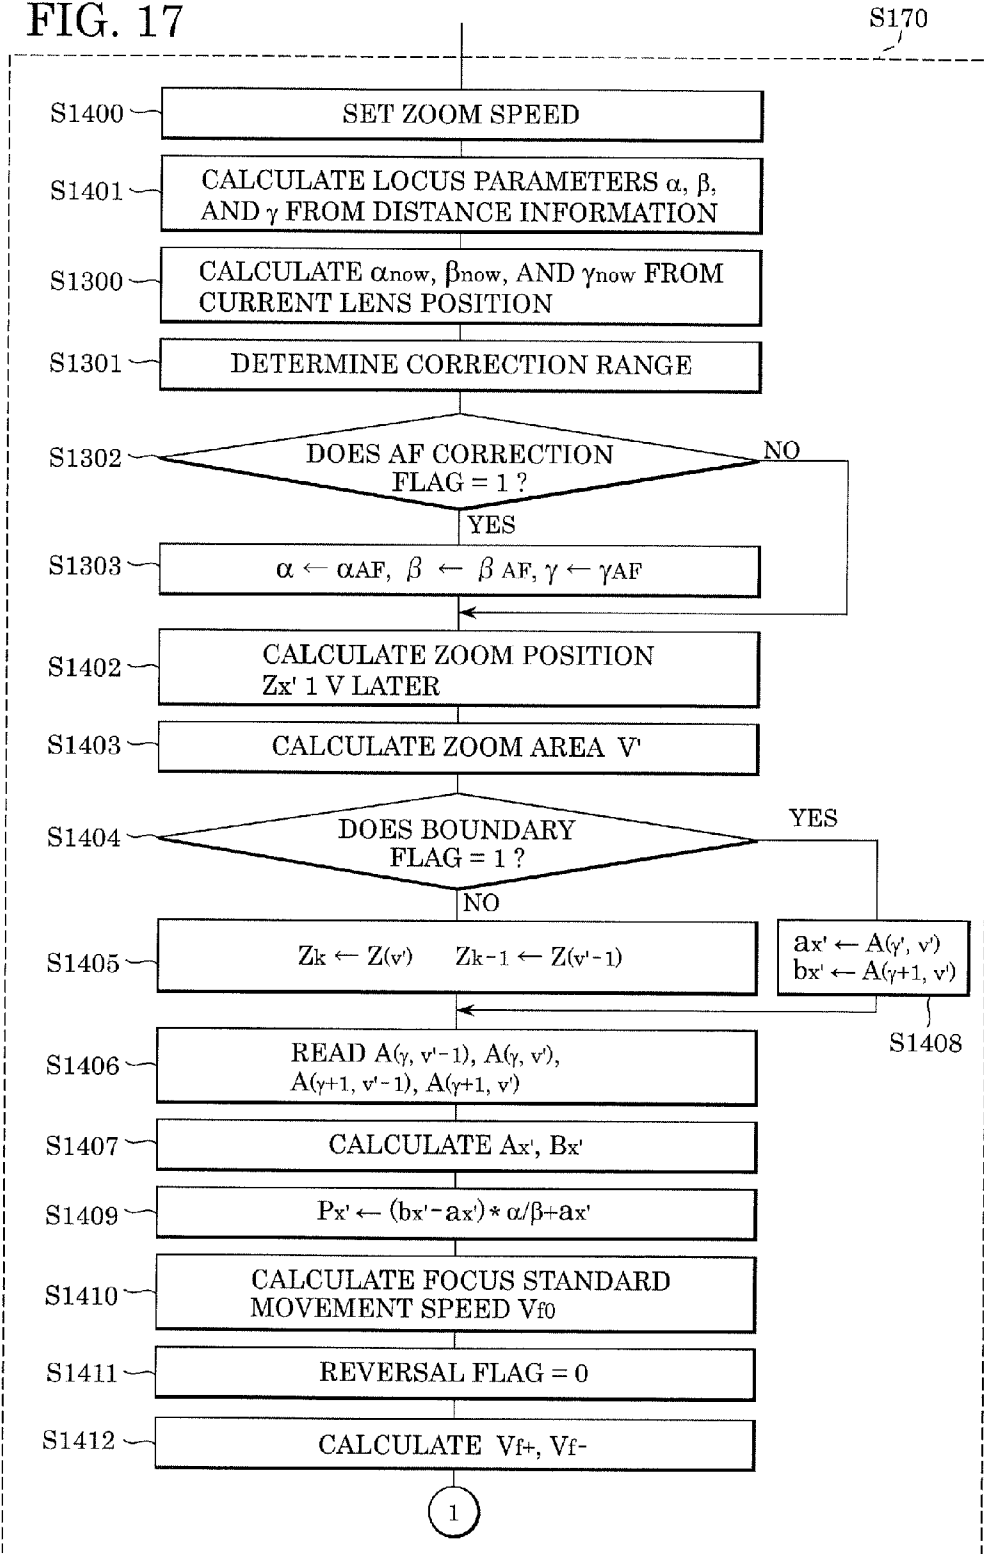 FIG. 17
S170
S1400
SET ZOOM SPEED
S1401
CALCULATE LOCUS PARAMETERS α, β,
AND γ FROM DISTANCE INFORMATION
S1300
CALCULATE αnow, βnow, AND γnow FROM
CURRENT LENS POSITION
S1301
DETERMINE CORRECTION RANGE
S1302
DOES AF CORRECTION
FLAG = 1 ?
NO
YES
S1303
α ← αAF, β ← β AF, γ ← γAF
S1402
CALCULATE ZOOM POSITION
Zx' 1 V LATER
S1403
CALCULATE ZOOM AREA V'
S1404
DOES BOUNDARY
FLAG = 1 ?
YES
NO
S1405
Zk ← Z(v') Zk-1 ← Z(v'-1)
ax' ← A(γ', v')
bx' ← A(γ+1, v')
S1408
S1406
READ A(γ, v'-1), A(γ, v'),
A(γ+1, v'-1), A(γ+1, v')
S1407
CALCULATE Ax', Bx'
S1409
Px' ← (bx'-ax') * α/β+ax'
S1410
CALCULATE FOCUS STANDARD
MOVEMENT SPEED Vf0
S1411
REVERSAL FLAG = 0
S1412
CALCULATE Vf+, Vf-
1